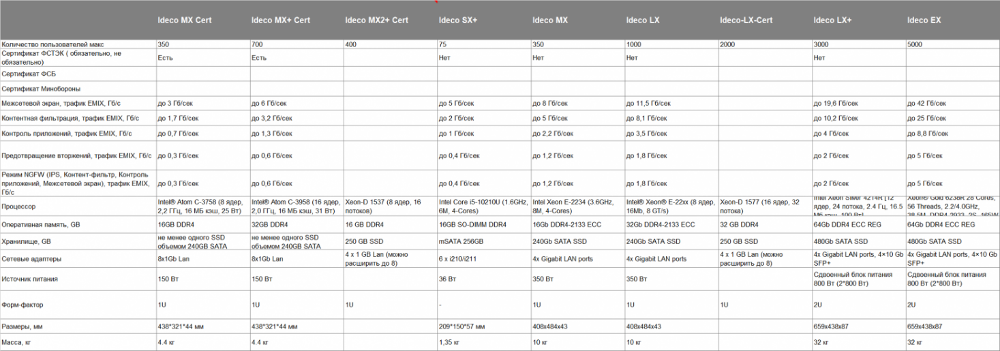 Ideco MX Cert Ideco MX+ Cert Ideco MX2+ Cert Ideco SX+ Ideco MX Ideco LX Ideco-LX-Cert Ideco LX+ Ideco EX
Количество пользователей макс 350 700 400 75 350 1000 2000 3000 5000
Сертификат ФСТЭК ( обязательно, не
обязательно) Есть Есть Нет Нет Нет Нет
Сертификат ФСБ
Сертификат Минобороны
Межсетевой экран, трафик EMIX, Гб/с до 3 Гб/сек до 6 Гб/сек до 5 Гб/сек до 8 Гб/сек до 11,5 Гб/сек до 19,6 Гб/сек до 42 Гб/сек
Контентная фильтрация, трафик EMIX, Гб/с до 1,7 Гб/сек до 3,2 Гб/сек до 2 Гб/сек до 5 Гб/сек до 8,1 Гб/сек до 10,2 Гб/сек до 25 Гб/сек
Контроль приложений, трафик EMIX, Гб/с до 0,7 Гб/сек до 1,3 Гб/сек до 1 Гб/сек до 2,2 Гб/сек до 3,5 Гб/сек до 4 Гб/сек до 8,8 Гб/сек
Предотвращение вторжений, трафик EMIX, Гб/с до 0,3 Гб/сек до 0,6 Гб/сек до 0,4 Гб/сек до 1,2 Гб/сек до 1,8 Гб/сек до 2 Гб/сек до 5 Гб/сек
Режим NGFW (IPS, Контент-фильтр, Контроль
приложений, Межсетевой экран), трафик EMIX,
Гб/с до 0,3 Гб/сек до 0,6 Гб/сек до 0,4 Гб/сек до 1,2 Гб/сек до 1,8 Гб/сек до 2 Гб/сек до 5 Гб/сек
Процессор
Intel® Atom C-3758 (8 ядер,
2,2 ГГц, 16 МБ кэш, 25 Вт)
Intel® Atom C-3958 (16 ядер,
2,0 ГГц, 16 МБ кэш, 31 Вт)
Xeon-D 1537 (8 ядер, 16
потоков)
Intel Core i5-10210U (1.6GHz,
6M, 4-Cores)
Intel Xeon E-2234 (3.6GHz,
8M, 4-Cores)
Intel® Xeon® E-22xx (8 ядер,
16Mb, 8 GT/s)
Xeon-D 1577 (16 ядер, 32
потока)
Intel Xeon Silver 4214R [12
ядер, 24 потока, 2.4 Гц, 16.5
Мб кэш, 100 Вт]
Xeon® Gold 6238R 28 Cores,
56 Threads, 2.2/4.0GHz,
38.5M, DDR4-2933, 2S, 165W
Оперативная память, GB 16GB DDR4 32GB DDR4 16 GB DDR4 16GB SO-DIMM DDR4 16Gb DDR4-2133 ECC 32Gb DDR4-2133 ECC 32 GB DDR4 64Gb DDR4 ECC REG 64Gb DDR4 ECC REG
Хранилище, GB
не менее одного SSD
объемом 240GB SATA
не менее одного SSD
объемом 240GB SATA
250 GB SSD mSATA 256GB 240Gb SATA SSD 240Gb SATA SSD 250 GB SSD 480Gb SATA SSD 480Gb SATA SSD
Сетевые адаптеры 8x1Gb Lan 8x1Gb Lan
4 x 1 GB Lan (можно
расширить до 8)
6 x i210/i211 4x Gigabit LAN ports 4x Gigabit LAN ports
4 x 1 GB Lan (можно
расширить до 8)
4x Gigabit LAN ports, 4×10 Gb
SFP+
4x Gigabit LAN ports, 4×10 Gb
SFP+
Источник питания 150 Вт 150 Вт 36 Вт 350 Вт 350 Вт
Сдвоенный блок питания
800 Вт (2*800 Вт)
Сдвоенный блок питания
800 Вт (2*800 Вт)
Форм-фактор 1U 1U 1U - 1U 1U 1U 2U 2U
Размеры, мм 438*321*44 мм 438*321*44 мм 209*150*57 мм 408x484x43 408x484x43 659x438x87 659x438x87
Масса, кг 4.4 кг 4.4 кг 1,35 кг 10 кг 10 кг 32 кг 32 кг